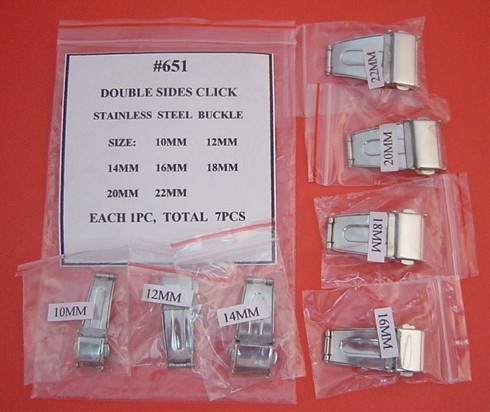 #651
DOUBLE SIDES CLICK
STAINLESS STEEL BUCKLE
SIZE: 10MM 12MM
14MM 16MM 18MM
20MM 22MM
EACH 1PC, TOTAL 7PCS
22MM
20MM
18MM
16MM
10MM
12MM
14MM